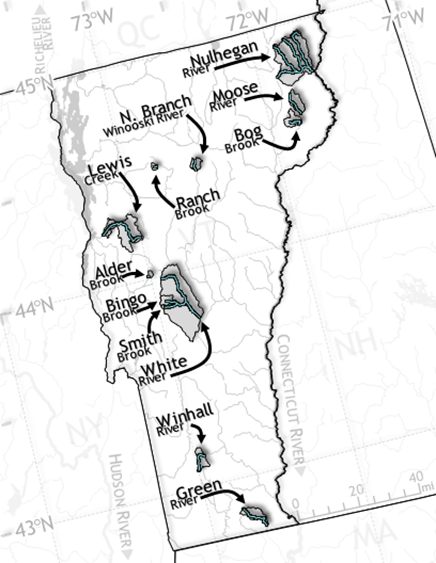 73°W
72°W
71°W
QC
RICHELIEU
RIVER
45°N
Nulhegan
River
Moose
River
N. Branch
Winooski River
Bog
Brook
Lewis
Creek
Ranch
Brook
Alder
Brook
44°N
Bingo
Brook
Smith
Brook
White
River
CONNECTICUT RIVER
NH
NY
Winhall
River
HUDSON RIVER
Green
River
0 20 40
mi
43°N
MA